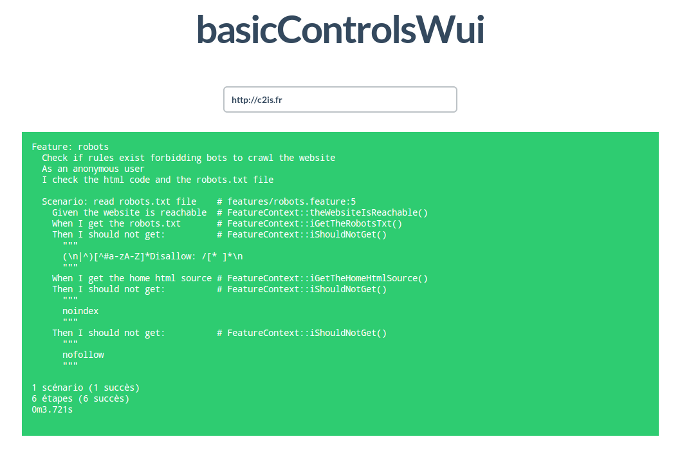 basicControlsWui
http://c2is.fr
Feature: robots
  Check if rules exist forbidding bots to crawl the website
  As an anonymous user
  I check the html code and the robots.txt file

  Scenario: read robots.txt file    # features/robots.feature:5
    Given the website is reachable  # FeatureContext::theWebsiteIsReachable()
    When I get the robots.txt       # FeatureContext::iGetTheRobotsTxt()
    Then I should not get:          # FeatureContext::iShouldNotGet()
      """
      (\n|^)[^#a-zA-Z]*Disallow: /[* ]*\n
      """
    When I get the home html source # FeatureContext::iGetTheHomeHtmlSource()
    Then I should not get:          # FeatureContext::iShouldNotGet()
      """
      noindex
      """
    Then I should not get:          # FeatureContext::iShouldNotGet()
      """
      nofollow
      """

1 scénario (1 succès)
6 étapes (6 succès)
0m3.721s